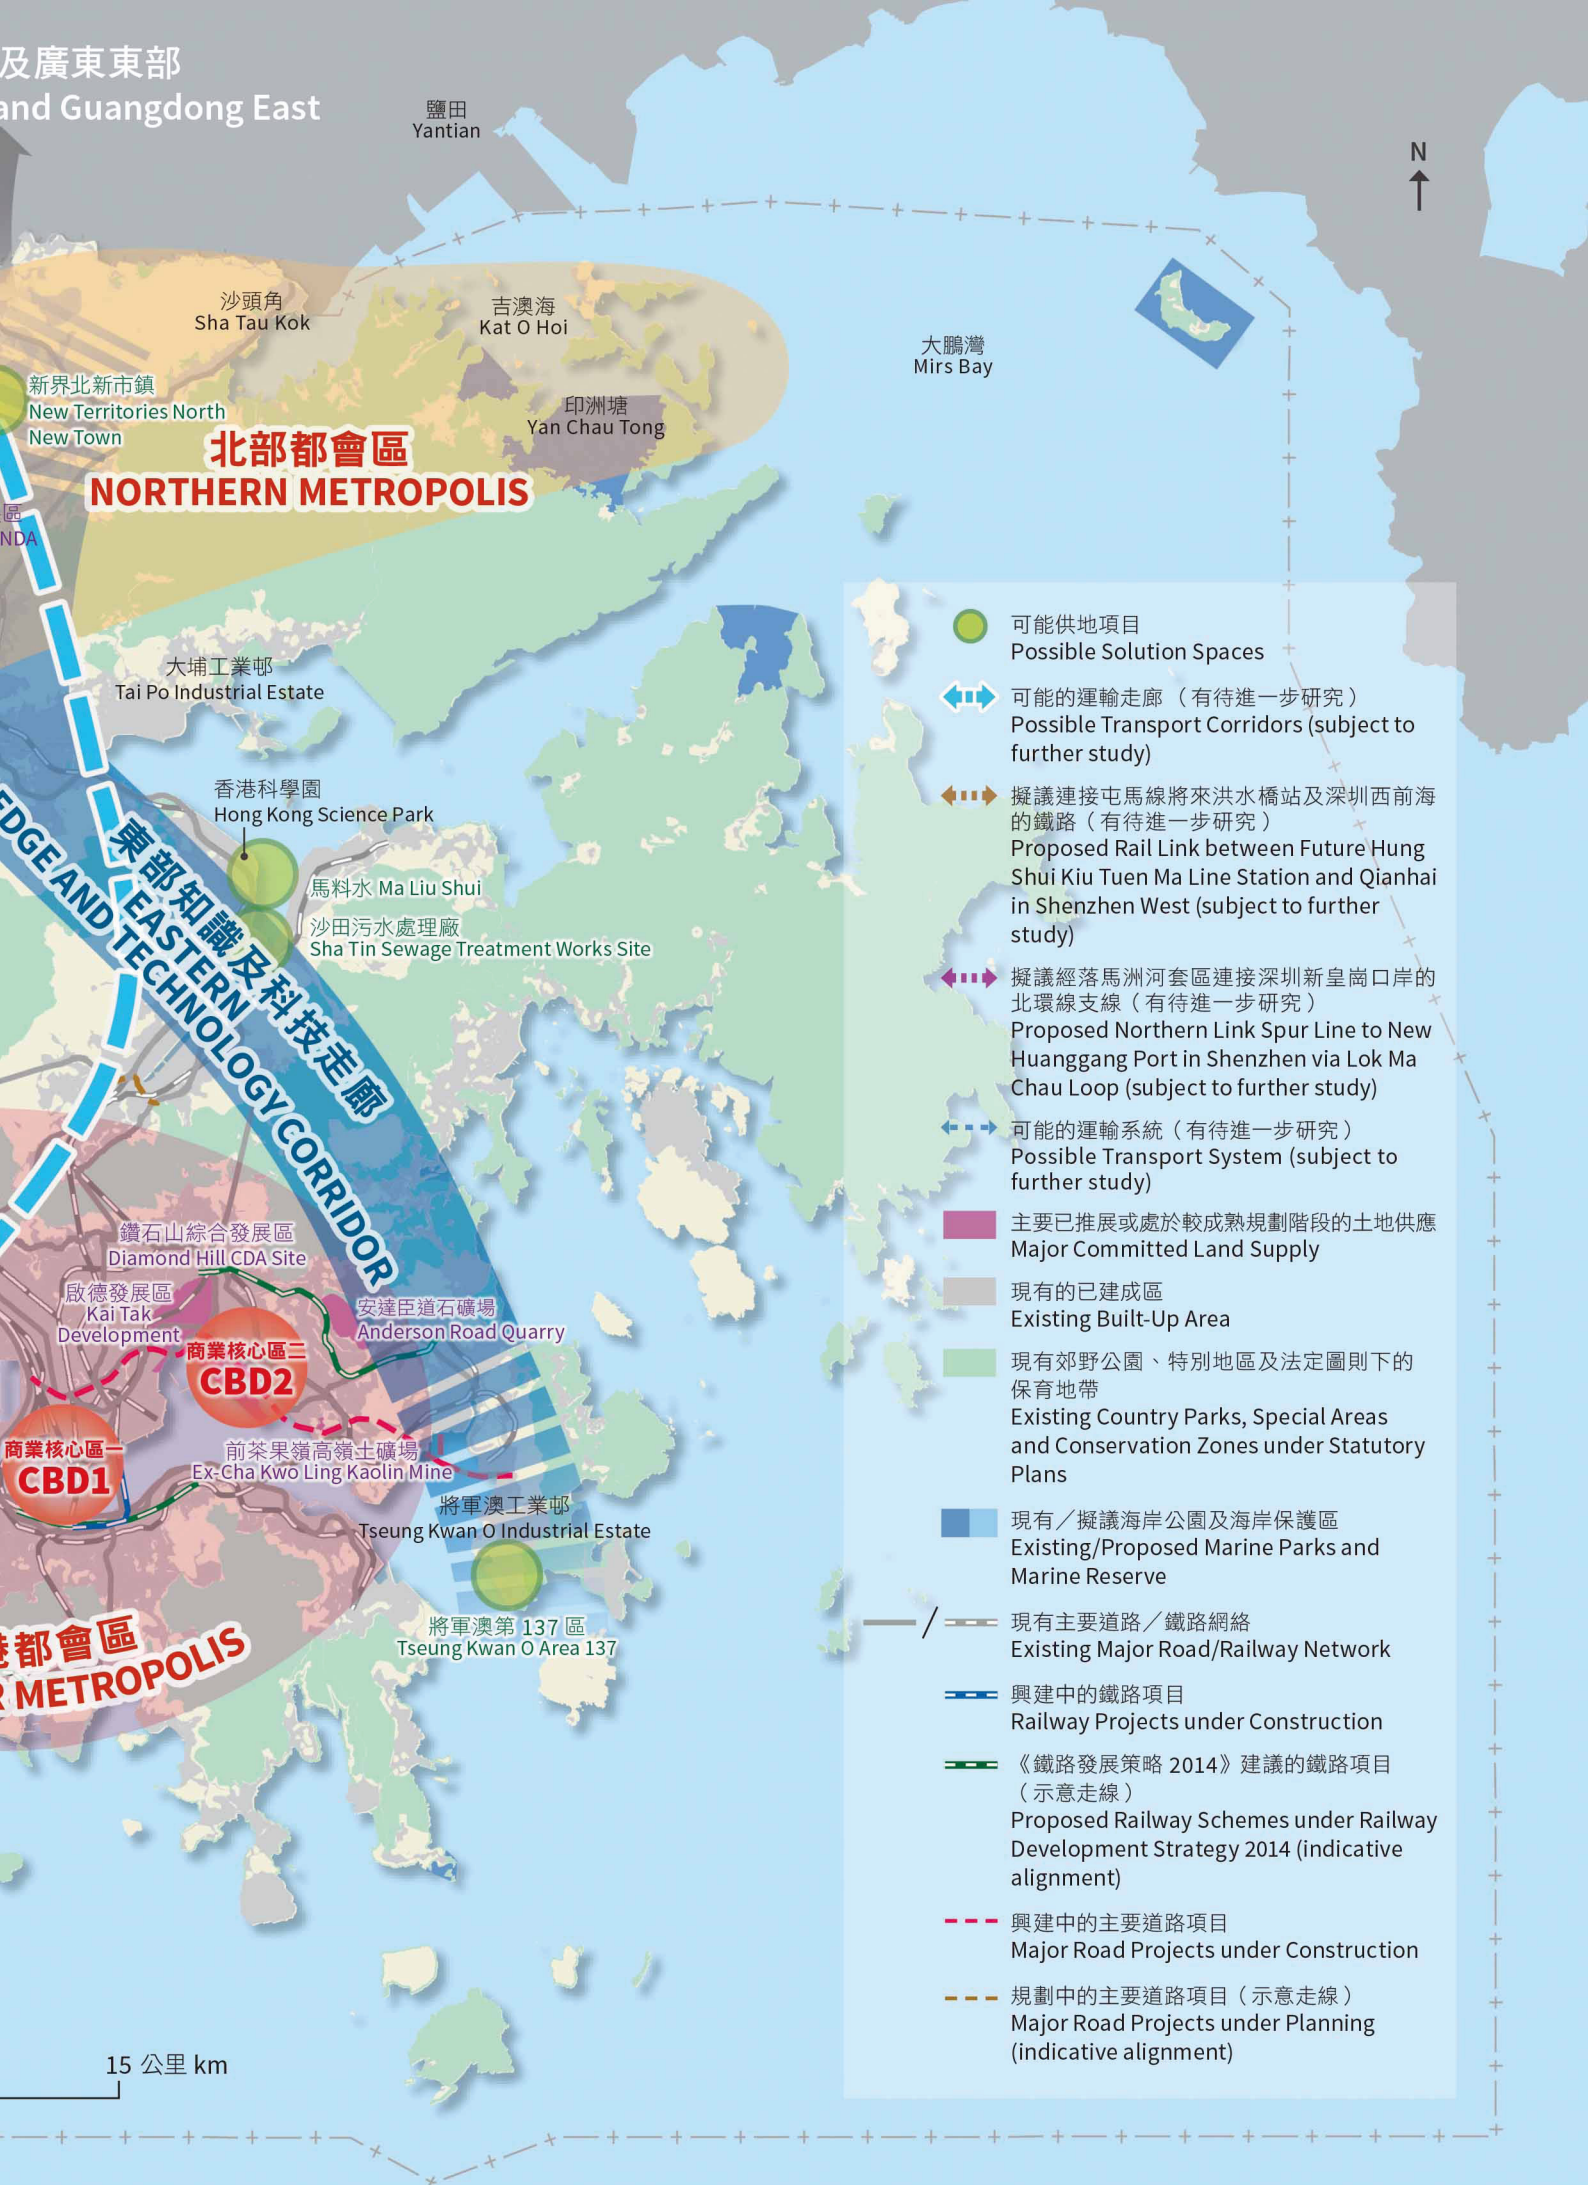 及廣東東部
and Guangdong East
鹽田
Yantian
N
沙頭角
Sha Tau Kok
吉澳海
Kat O Hoi
大鵬灣
Mirs Bay
新界北新市鎮
New Territories North
New Town
印洲塘
Yan Chau Tong
北部都會區
NORTHERN METROPOLIS
區
NDA
大埔工業邨
Tai Po Industrial Estate
香港科學園
Hong Kong Science Park
馬料水 Ma Liu Shui
沙田污水處理廠
Sha Tin Sewage Treatment Works Site
東部知識及科技走廊
EASTERN
EDGE AND TECHNOLOGY CORRIDOR
鑽石山綜合發展區
Diamond Hill CDA Site
啟德發展區
Kai Tak
Development
安達臣道石礦場
Anderson Road Quarry
商業核心區二
CBD2
商業核心區一
CBD1
前茶果嶺高嶺土礦場
Ex-Cha Kwo Ling Kaolin Mine
將軍澳工業邨
Tseung Kwan O Industrial Estate
將軍澳第 137 區
Tseung Kwan O Area 137
港都會區
R METROPOLIS
15 公里 km
可能供地項目
Possible Solution Spaces
可能的運輸走廊（有待進一步研究）
Possible Transport Corridors (subject to
further study)
擬議連接屯馬線將來洪水橋站及深圳西前海
的鐵路（有待進一步研究）
Proposed Rail Link between Future Hung
Shui Kiu Tuen Ma Line Station and Qianhai
in Shenzhen West (subject to further
study)
擬議經落馬洲河套區連接深圳新皇崗口岸的
北環線支線（有待進一步研究）
Proposed Northern Link Spur Line to New
Huanggang Port in Shenzhen via Lok Ma
Chau Loop (subject to further study)
可能的運輸系統（有待進一步研究）
Possible Transport System (subject to
further study)
主要已推展或處於較成熟規劃階段的土地供應
Major Committed Land Supply
現有的已建成區
Existing Built-Up Area
現有郊野公園、特別地區及法定圖則下的
保育地帶
Existing Country Parks, Special Areas
and Conservation Zones under Statutory
Plans
現有／擬議海岸公園及海岸保護區
Existing/Proposed Marine Parks and
Marine Reserve
/
現有主要道路／鐵路網絡
Existing Major Road/Railway Network
興建中的鐵路項目
Railway Projects under Construction
《鐵路發展策略 2014》建議的鐵路項目
（示意走線）
Proposed Railway Schemes under Railway
Development Strategy 2014 (indicative
alignment)
興建中的主要道路項目
Major Road Projects under Construction
規劃中的主要道路項目（示意走線）
Major Road Projects under Planning
(indicative alignment)